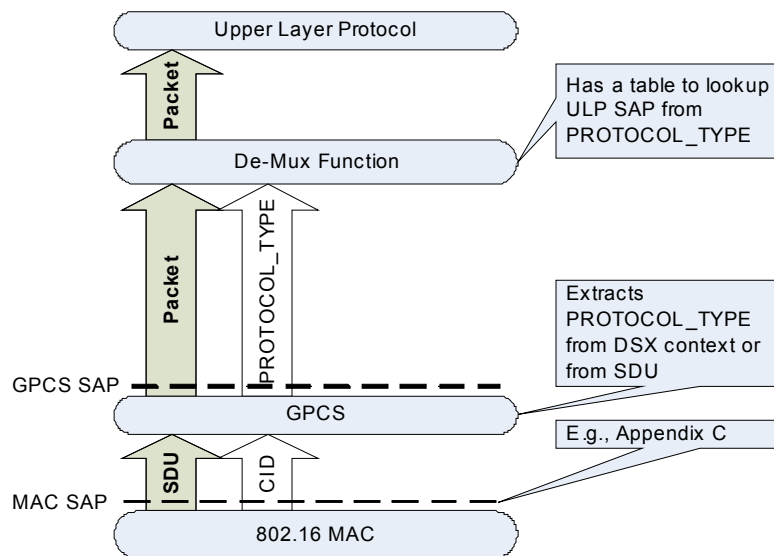 Upper Layer Protocol
Packet
Has a table to lookup
ULP SAP from
PROTOCOL_TYPE
De-Mux Function
Packet
PROTOCOL_TYPE
Extracts
PROTOCOL_TYPE
from DSX context or
from SDU
GPCS SAP
GPCS
E.g., Appendix C
SDU
CID
MAC SAP
802.16 MAC